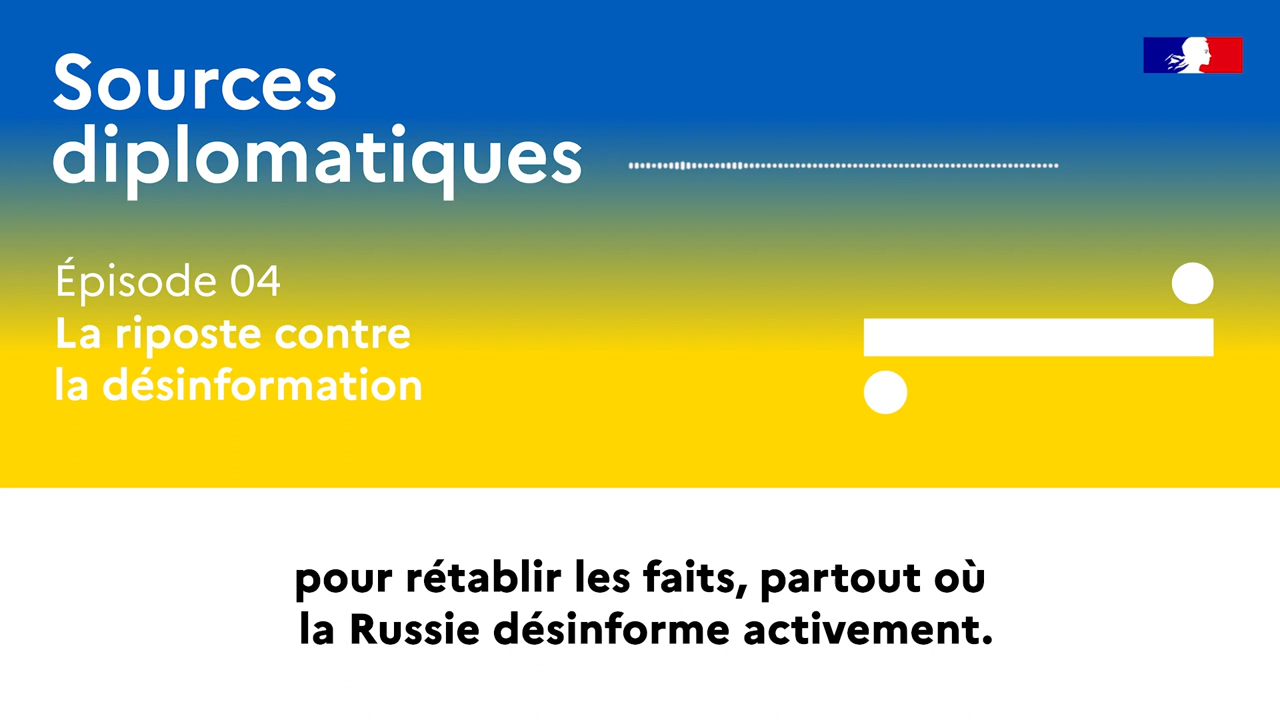 Sources
diplomatiques
Épisode 04
La riposte contre
la désinformation
pour rétablir les faits, partout où
la Russie désinforme activement.